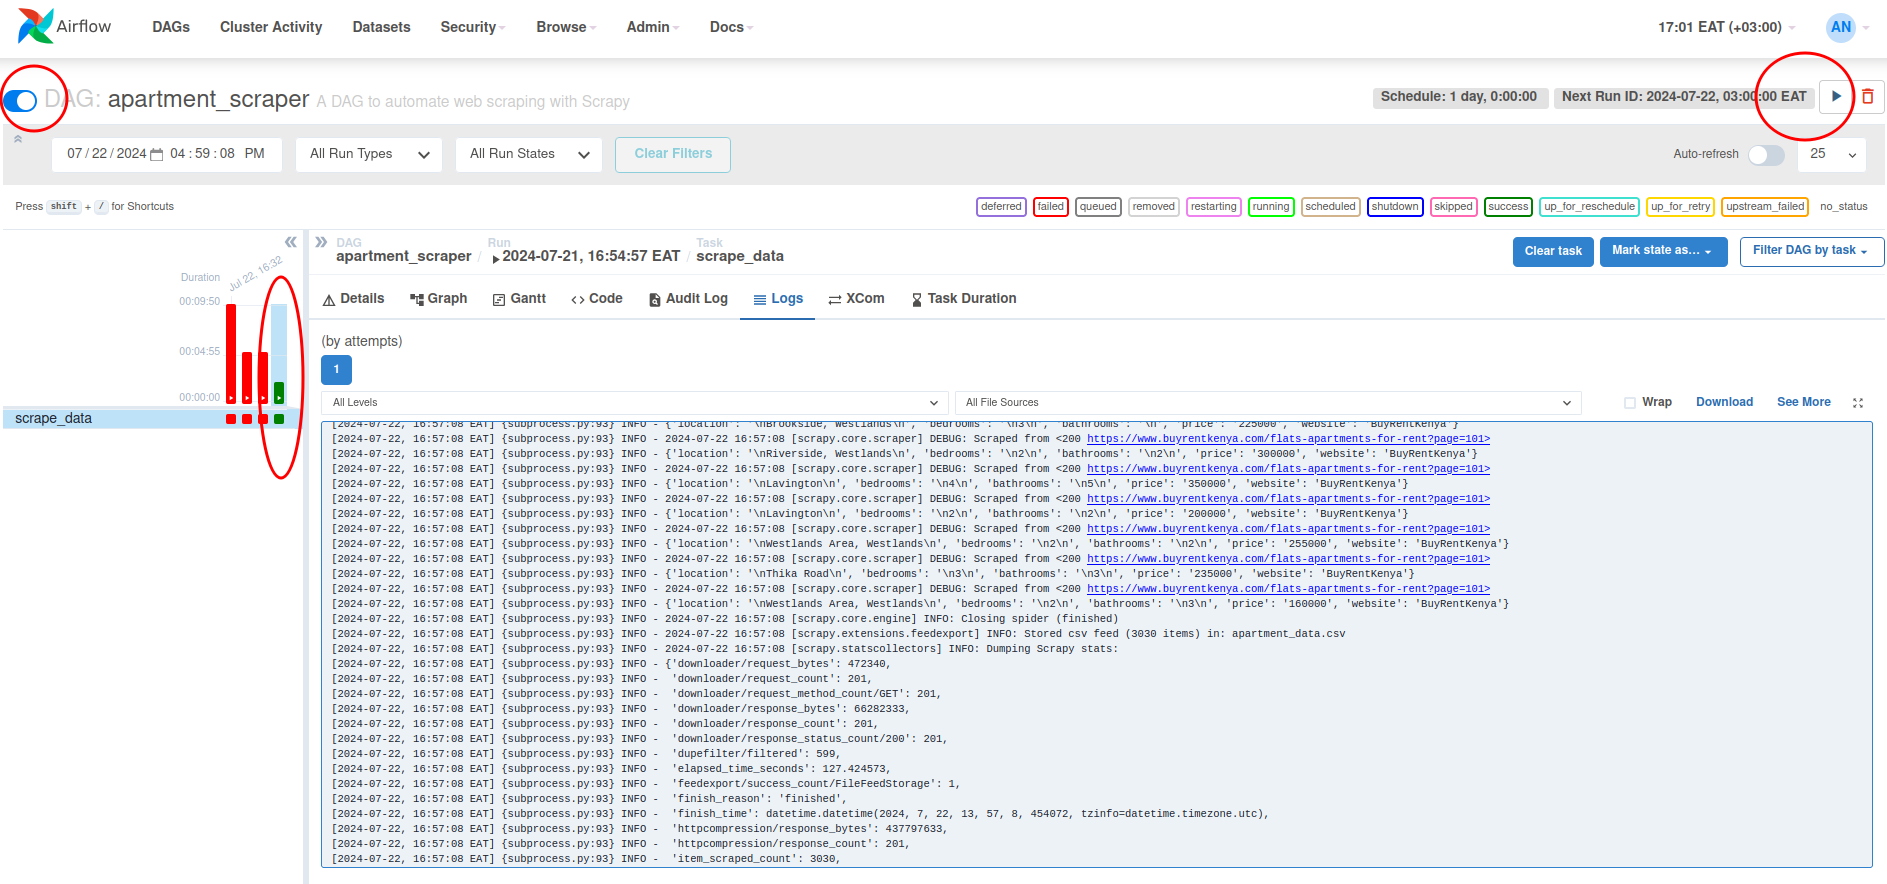 Airflow DAGs Cluster Activity Datasets Security Browse Admin Docs 17:01 EAT (+03:00) AN
DAG: apartment_scraper A DAG to automate web scraping with Scrapy Schedule: 1 day, 0:00:00 Next Run ID: 2024-07-22, 03:00:00 EAT
07/22/2024 04:59:08 PM All Run Types All Run States Clear Filters Auto-refresh 25
Press shift + / for Shortcuts deferred failed queued removed restarting running scheduled shutdown skipped success up_for_reschedule up_for_retry upstream_failed no_status
DAG Run Task
apartment_scraper / 2024-07-21, 16:54:57 EAT / scrape_data Clear task Mark state as... Filter DAG by task
Jul 22, 16:32
Duration
00:09:50
00:04:55
00:00:00
scrape_data
Details Graph Gantt Code Audit Log Logs XCom Task Duration
(by attempts)
1
All Levels All File Sources Wrap Download See More
[2024-07-22, 16:57:08 EAT] {subprocess.py:93} INFO - {'location': '\nBrookside, Westlands\n', 'bedrooms': '\n3\n', 'bathrooms': '\n', 'price': '225000', 'website': 'BuyRentKenya'}
[2024-07-22, 16:57:08 EAT] {subprocess.py:93} INFO - 2024-07-22 16:57:08 [scrapy.core.scraper] DEBUG: Scraped from <200 https://www.buyrentkenya.com/flats-apartments-for-rent?page=101>
[2024-07-22, 16:57:08 EAT] {subprocess.py:93} INFO - {'location': '\nRiverside, Westlands\n', 'bedrooms': '\n2\n', 'bathrooms': '\n2\n', 'price': '300000', 'website': 'BuyRentKenya'}
[2024-07-22, 16:57:08 EAT] {subprocess.py:93} INFO - 2024-07-22 16:57:08 [scrapy.core.scraper] DEBUG: Scraped from <200 https://www.buyrentkenya.com/flats-apartments-for-rent?page=101>
[2024-07-22, 16:57:08 EAT] {subprocess.py:93} INFO - {'location': '\nLavington\n', 'bedrooms': '\n4\n', 'bathrooms': '\n5\n', 'price': '350000', 'website': 'BuyRentKenya'}
[2024-07-22, 16:57:08 EAT] {subprocess.py:93} INFO - 2024-07-22 16:57:08 [scrapy.core.scraper] DEBUG: Scraped from <200 https://www.buyrentkenya.com/flats-apartments-for-rent?page=101>
[2024-07-22, 16:57:08 EAT] {subprocess.py:93} INFO - {'location': '\nLavington\n', 'bedrooms': '\n2\n', 'bathrooms': '\n2\n', 'price': '200000', 'website': 'BuyRentKenya'}
[2024-07-22, 16:57:08 EAT] {subprocess.py:93} INFO - 2024-07-22 16:57:08 [scrapy.core.scraper] DEBUG: Scraped from <200 https://www.buyrentkenya.com/flats-apartments-for-rent?page=101>
[2024-07-22, 16:57:08 EAT] {subprocess.py:93} INFO - {'location': '\nWestlands Area, Westlands\n', 'bedrooms': '\n2\n', 'bathrooms': '\n2\n', 'price': '255000', 'website': 'BuyRentKenya'}
[2024-07-22, 16:57:08 EAT] {subprocess.py:93} INFO - 2024-07-22 16:57:08 [scrapy.core.scraper] DEBUG: Scraped from <200 https://www.buyrentkenya.com/flats-apartments-for-rent?page=101>
[2024-07-22, 16:57:08 EAT] {subprocess.py:93} INFO - {'location': '\nThika Road\n', 'bedrooms': '\n3\n', 'bathrooms': '\n3\n', 'price': '235000', 'website': 'BuyRentKenya'}
[2024-07-22, 16:57:08 EAT] {subprocess.py:93} INFO - 2024-07-22 16:57:08 [scrapy.core.scraper] DEBUG: Scraped from <200 https://www.buyrentkenya.com/flats-apartments-for-rent?page=101>
[2024-07-22, 16:57:08 EAT] {subprocess.py:93} INFO - {'location': '\nWestlands Area, Westlands\n', 'bedrooms': '\n2\n', 'bathrooms': '\n3\n', 'price': '160000', 'website': 'BuyRentKenya'}
[2024-07-22, 16:57:08 EAT] {subprocess.py:93} INFO - 2024-07-22 16:57:08 [scrapy.core.engine] INFO: Closing spider (finished)
[2024-07-22, 16:57:08 EAT] {subprocess.py:93} INFO - 2024-07-22 16:57:08 [scrapy.extensions.feedexport] INFO: Stored csv feed (3030 items) in: apartment_data.csv
[2024-07-22, 16:57:08 EAT] {subprocess.py:93} INFO - 2024-07-22 16:57:08 [scrapy.statscollectors] INFO: Dumping Scrapy stats:
[2024-07-22, 16:57:08 EAT] {subprocess.py:93} INFO - {'downloader/request_bytes': 472340,
[2024-07-22, 16:57:08 EAT] {subprocess.py:93} INFO - 'downloader/request_count': 201,
[2024-07-22, 16:57:08 EAT] {subprocess.py:93} INFO - 'downloader/request_method_count/GET': 201,
[2024-07-22, 16:57:08 EAT] {subprocess.py:93} INFO - 'downloader/response_bytes': 66282333,
[2024-07-22, 16:57:08 EAT] {subprocess.py:93} INFO - 'downloader/response_count': 201,
[2024-07-22, 16:57:08 EAT] {subprocess.py:93} INFO - 'downloader/response_status_count/200': 201,
[2024-07-22, 16:57:08 EAT] {subprocess.py:93} INFO - 'dupefilter/filtered': 599,
[2024-07-22, 16:57:08 EAT] {subprocess.py:93} INFO - 'elapsed_time_seconds': 127.424573,
[2024-07-22, 16:57:08 EAT] {subprocess.py:93} INFO - 'feedexport/success_count/FileFeedStorage': 1,
[2024-07-22, 16:57:08 EAT] {subprocess.py:93} INFO - 'finish_reason': 'finished',
[2024-07-22, 16:57:08 EAT] {subprocess.py:93} INFO - 'finish_time': datetime.datetime(2024, 7, 22, 13, 57, 8, 454072, tzinfo=datetime.timezone.utc),
[2024-07-22, 16:57:08 EAT] {subprocess.py:93} INFO - 'httpcompression/response_bytes': 437797633,
[2024-07-22, 16:57:08 EAT] {subprocess.py:93} INFO - 'httpcompression/response_count': 201,
[2024-07-22, 16:57:08 EAT] {subprocess.py:93} INFO - 'item_scraped_count': 3030,